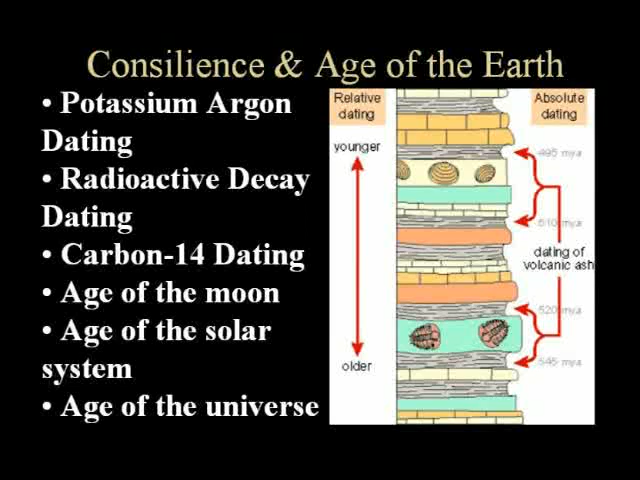 Consilience & Age of the Earth
• Potassium Argon
Dating
• Radioactive Decay
Dating
• Carbon-14 Dating
• Age of the moon
• Age of the solar
system
• Age of the universe
Relative
dating
younger
older
Absolute
dating
495 mya
510 mya
dating of
volcanic ash
520 mya
545 mya